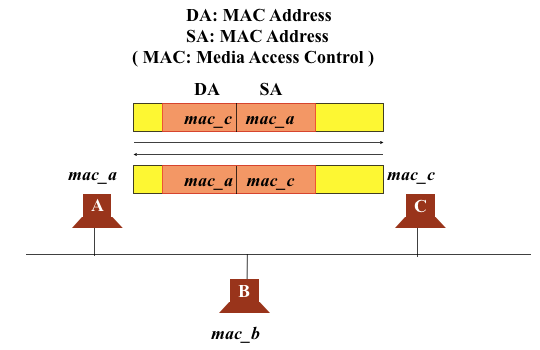 DA: MAC Address
SA: MAC Address
( MAC: Media Access Control )
DA SA
mac_c mac_a
mac_a mac_c
mac_a mac_c
A C
B
mac_b